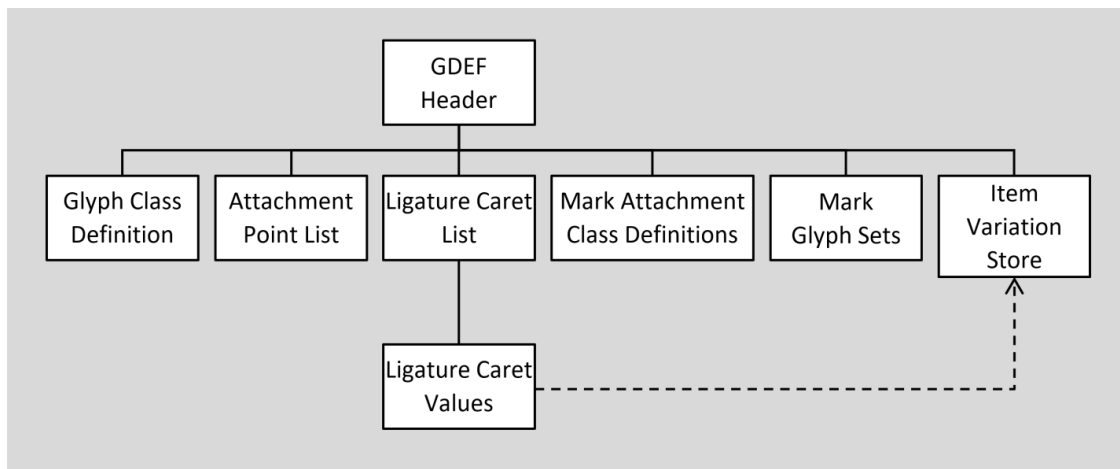 GDEF
Header
Glyph Class
Definition
Attachment
Point List
Ligature Caret
List
Mark Attachment
Class Definitions
Mark
Glyph Sets
Item
Variation
Store
Ligature Caret
Values